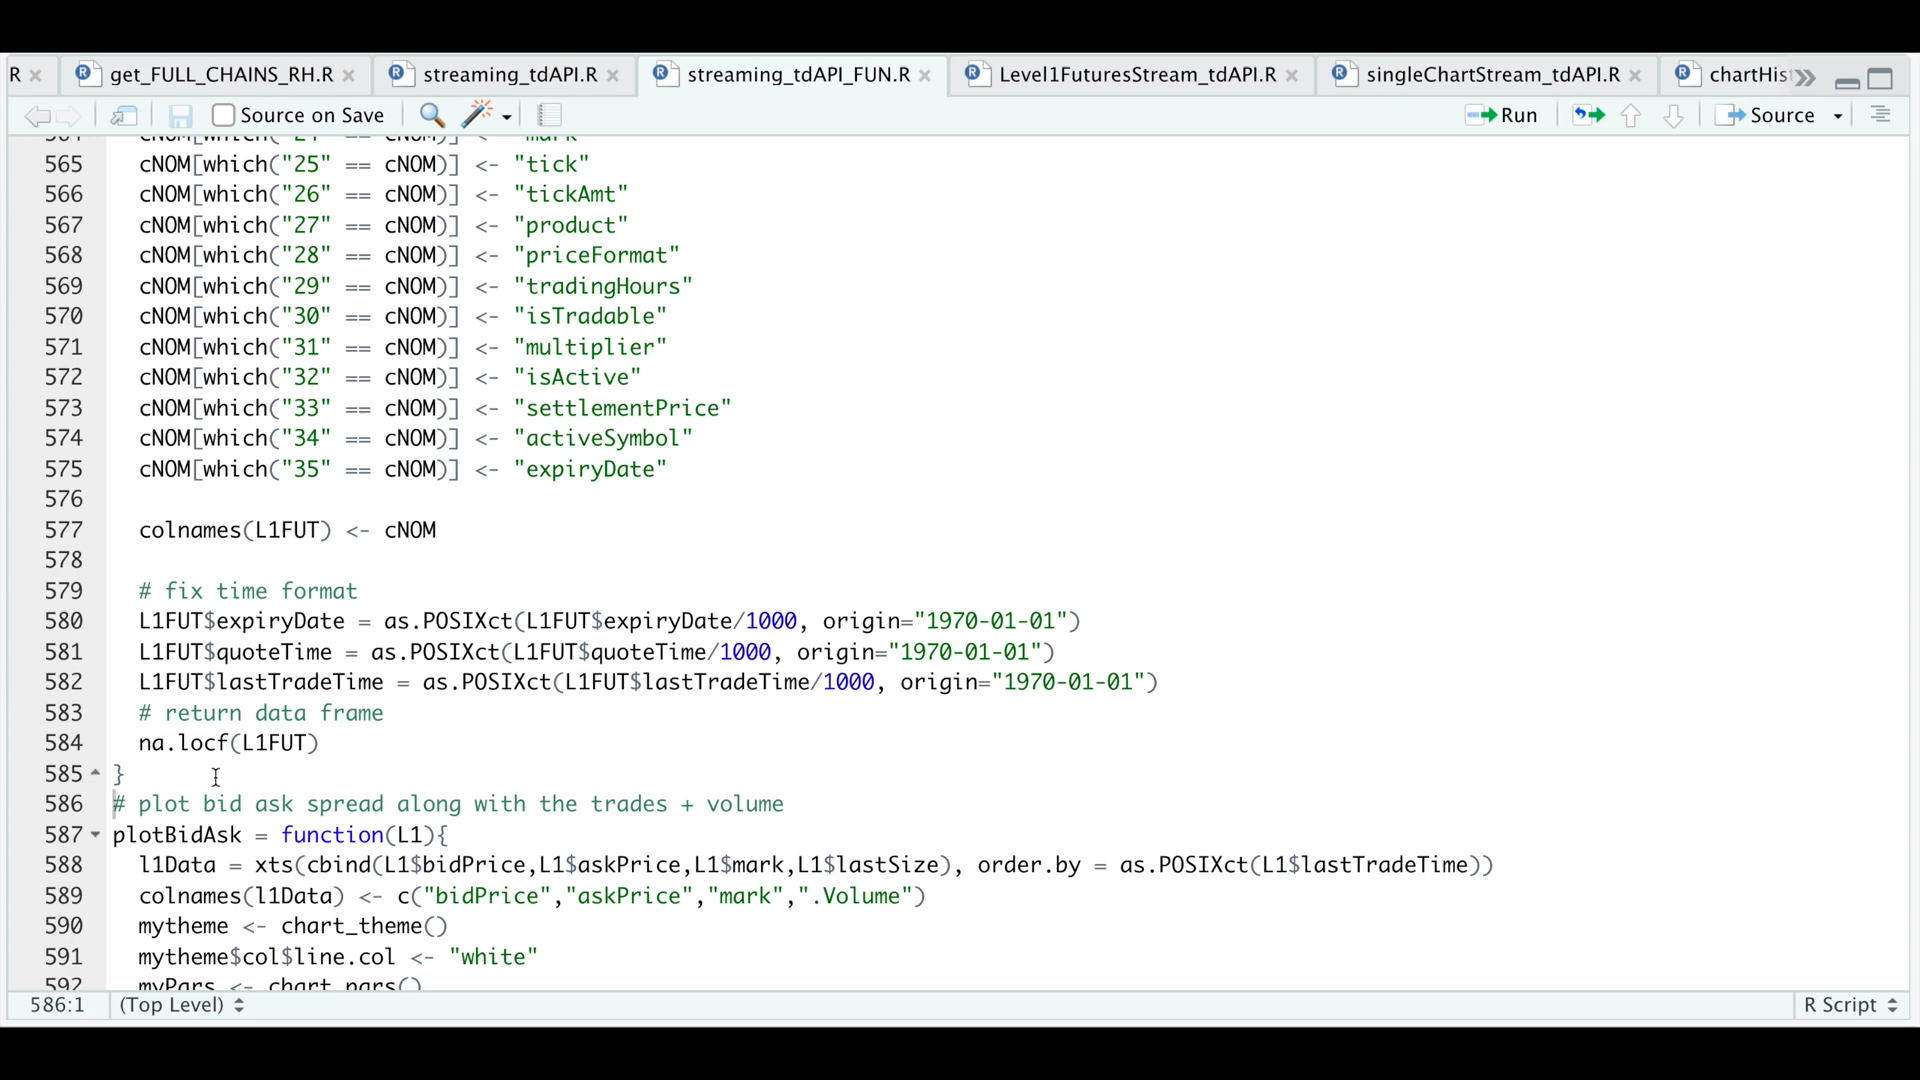 R × get_FULL_CHAINS_RH.R × streaming_tdAPI.R × streaming_tdAPI_FUN.R × Level1FuturesStream_tdAPI.R × singleChartStream_tdAPI.R × chartHis
Source on Save Run Source
564 cNOM[which("24" == cNOM)] <- "mark"
565 cNOM[which("25" == cNOM)] <- "tick"
566 cNOM[which("26" == cNOM)] <- "tickAmt"
567 cNOM[which("27" == cNOM)] <- "product"
568 cNOM[which("28" == cNOM)] <- "priceFormat"
569 cNOM[which("29" == cNOM)] <- "tradingHours"
570 cNOM[which("30" == cNOM)] <- "isTradable"
571 cNOM[which("31" == cNOM)] <- "multiplier"
572 cNOM[which("32" == cNOM)] <- "isActive"
573 cNOM[which("33" == cNOM)] <- "settlementPrice"
574 cNOM[which("34" == cNOM)] <- "activeSymbol"
575 cNOM[which("35" == cNOM)] <- "expiryDate"
576
577 colnames(L1FUT) <- cNOM
578
579 # fix time format
580 L1FUT$expiryDate = as.POSIXct(L1FUT$expiryDate/1000, origin="1970-01-01")
581 L1FUT$quoteTime = as.POSIXct(L1FUT$quoteTime/1000, origin="1970-01-01")
582 L1FUT$lastTradeTime = as.POSIXct(L1FUT$lastTradeTime/1000, origin="1970-01-01")
583 # return data frame
584 na.locf(L1FUT)
585 }
586 # plot bid ask spread along with the trades + volume
587 plotBidAsk = function(L1){
588 l1Data = xts(cbind(L1$bidPrice,L1$askPrice,L1$mark,L1$lastSize), order.by = as.POSIXct(L1$lastTradeTime))
589 colnames(l1Data) <- c("bidPrice","askPrice","mark",".Volume")
590 mytheme <- chart_theme()
591 mytheme$col$line.col <- "white"
592 myPars <- chart_pars()
586:1 (Top Level) R Script